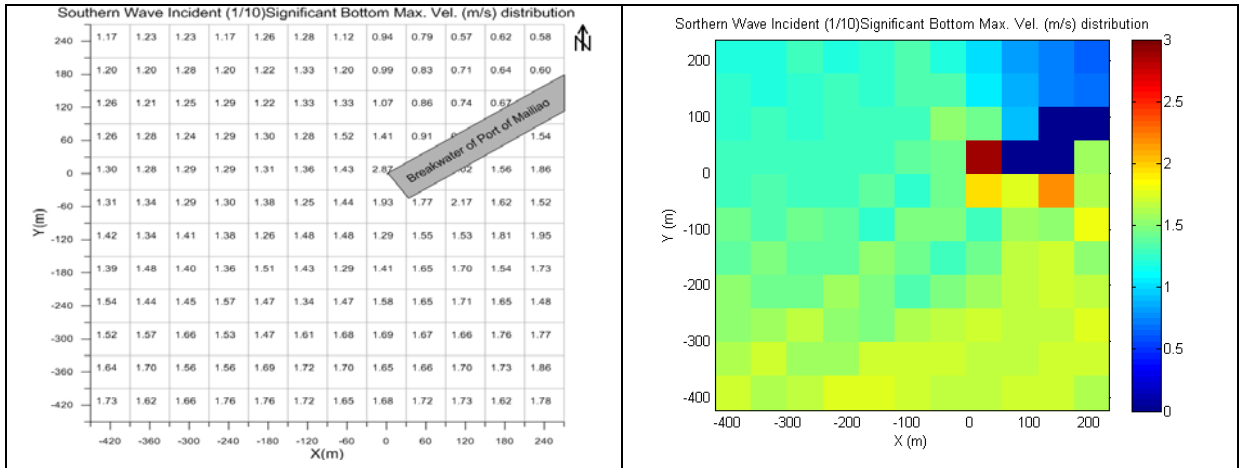 Southern Wave Incident (1/10)Significant Bottom Max. Vel. (m/s) distribution
N
240 1.17 1.23 1.23 1.17 1.26 1.28 1.12 0.94 0.79 0.57 0.62 0.58
180 1.20 1.20 1.28 1.20 1.22 1.33 1.20 0.99 0.83 0.71 0.64 0.60
120 1.26 1.21 1.25 1.29 1.22 1.33 1.33 1.07 0.86 0.74 0.67
60 1.26 1.28 1.24 1.29 1.30 1.28 1.52 1.41 0.91 1.54
Breakwater of Port of Mailiao
0 1.30 1.28 1.29 1.29 1.31 1.36 1.43 2.87 02 1.56 1.86
-60 1.31 1.34 1.29 1.30 1.38 1.25 1.44 1.93 1.77 2.17 1.62 1.52
-120 1.42 1.34 1.41 1.38 1.26 1.48 1.48 1.29 1.55 1.53 1.81 1.95
-180 1.39 1.48 1.40 1.36 1.51 1.43 1.29 1.41 1.65 1.70 1.54 1.73
-240 1.54 1.44 1.45 1.57 1.47 1.34 1.47 1.58 1.65 1.71 1.65 1.48
-300 1.52 1.57 1.66 1.53 1.47 1.61 1.68 1.69 1.67 1.66 1.76 1.77
-360 1.64 1.70 1.56 1.56 1.69 1.72 1.70 1.65 1.66 1.70 1.73 1.86
-420 1.73 1.62 1.66 1.76 1.76 1.72 1.65 1.68 1.72 1.73 1.62 1.78
Y(m)
-420 -360 -300 -240 -180 -120 -60 0 60 120 180 240
X(m)
Sorthern Wave Incident (1/10)Significant Bottom Max. Vel. (m/s) distribution
200
100
0
-100
-200
-300
-400
Y (m)
-400 -300 -200 -100 0 100 200
X (m)
3
2.5
2
1.5
1
0.5
0